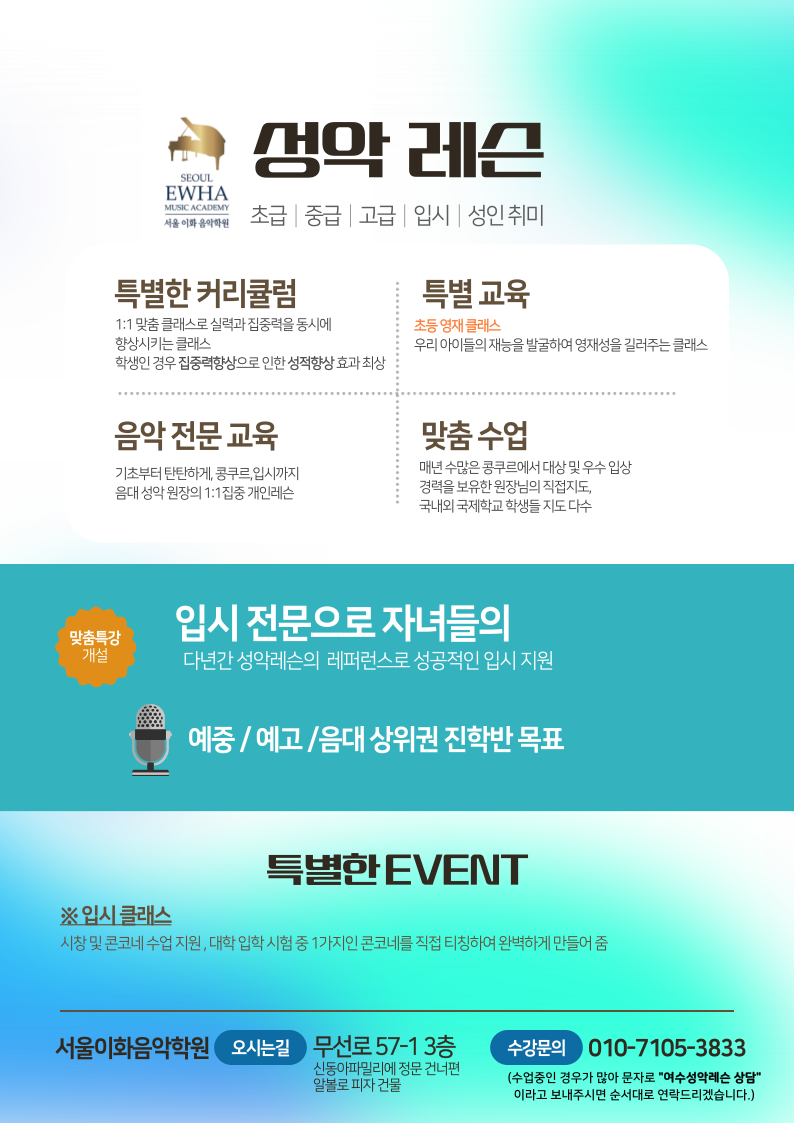 성악 레슨
SEOUL
EWHA
MUSIC ACADEMY
서울 이화 음악학원
초급 | 중급 | 고급 | 입시 | 성인 취미
특별한 커리큘럼
1:1 맞춤 클래스로 실력과 집중력을 동시에
향상시키는 클래스
학생인 경우 집중력향상으로 인한 성적향상 효과 최상
특별 교육
초등 영재 클래스
우리 아이들의 재능을 발굴하여 영재성을 길러주는 클래스
음악 전문 교육
기초부터 탄탄하게, 콩쿠르,입시까지
음대 성악 원장의 1:1집중 개인레슨
맞춤 수업
매년 수많은 콩쿠르에서 대상 및 우수 입상
경력을 보유한 원장님의 직접지도,
국내외 국제학교 학생들 지도 다수
맞춤특강
개설
입시 전문으로 자녀들의
다년간 성악레슨의 레퍼런스로 성공적인 입시 지원
예중 / 예고 /음대 상위권 진학반 목표
특별한 EVENT
※ 입시 클래스
시창 및 콘코네 수업 지원 , 대학 입학 시험 중 1가지인 콘코네를 직접 티칭하여 완벽하게 만들어 줌
서울이화음악학원
오시는길
무선로 57-1 3층
신동아파밀리에 정문 건너편
알볼로 피자 건물
수강문의
010-7105-3833
(수업중인 경우가 많아 문자로 "여수성악레슨 상담"
이라고 보내주시면 순서대로 연락드리겠습니다.)